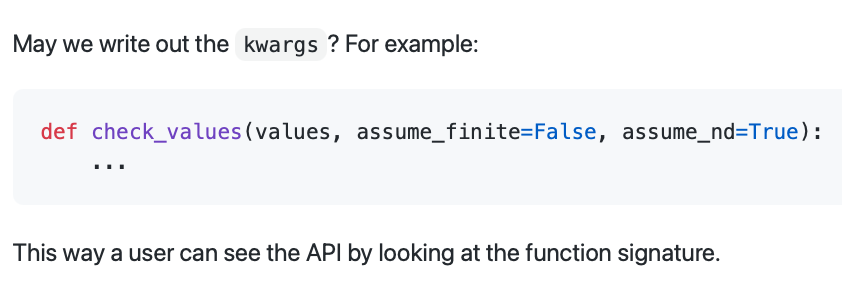 May we write out the kwargs? For example:
def check_values(values, assume_finite=False, assume_nd=True):
    ...
This way a user can see the API by looking at the function signature.